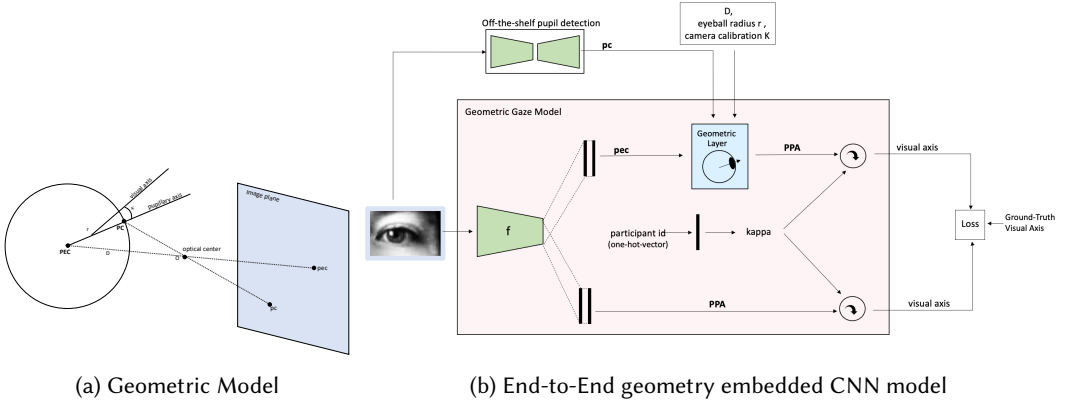 visual axis
Pupillary axis
κ
r
PC
PEC
D
optical center
O
Image plane
pec
pc
(a) Geometric Model
Off-the-shelf pupil detection
pc
D,
eyeball radius r ,
camera calibration K
Geometric Gaze Model
pec
Geometric
Layer
PPA
visual axis
f
participant id
(one-hot-vector)
kappa
Loss
Ground-Truth
Visual Axis
PPA
visual axis
(b) End-to-End geometry embedded CNN model